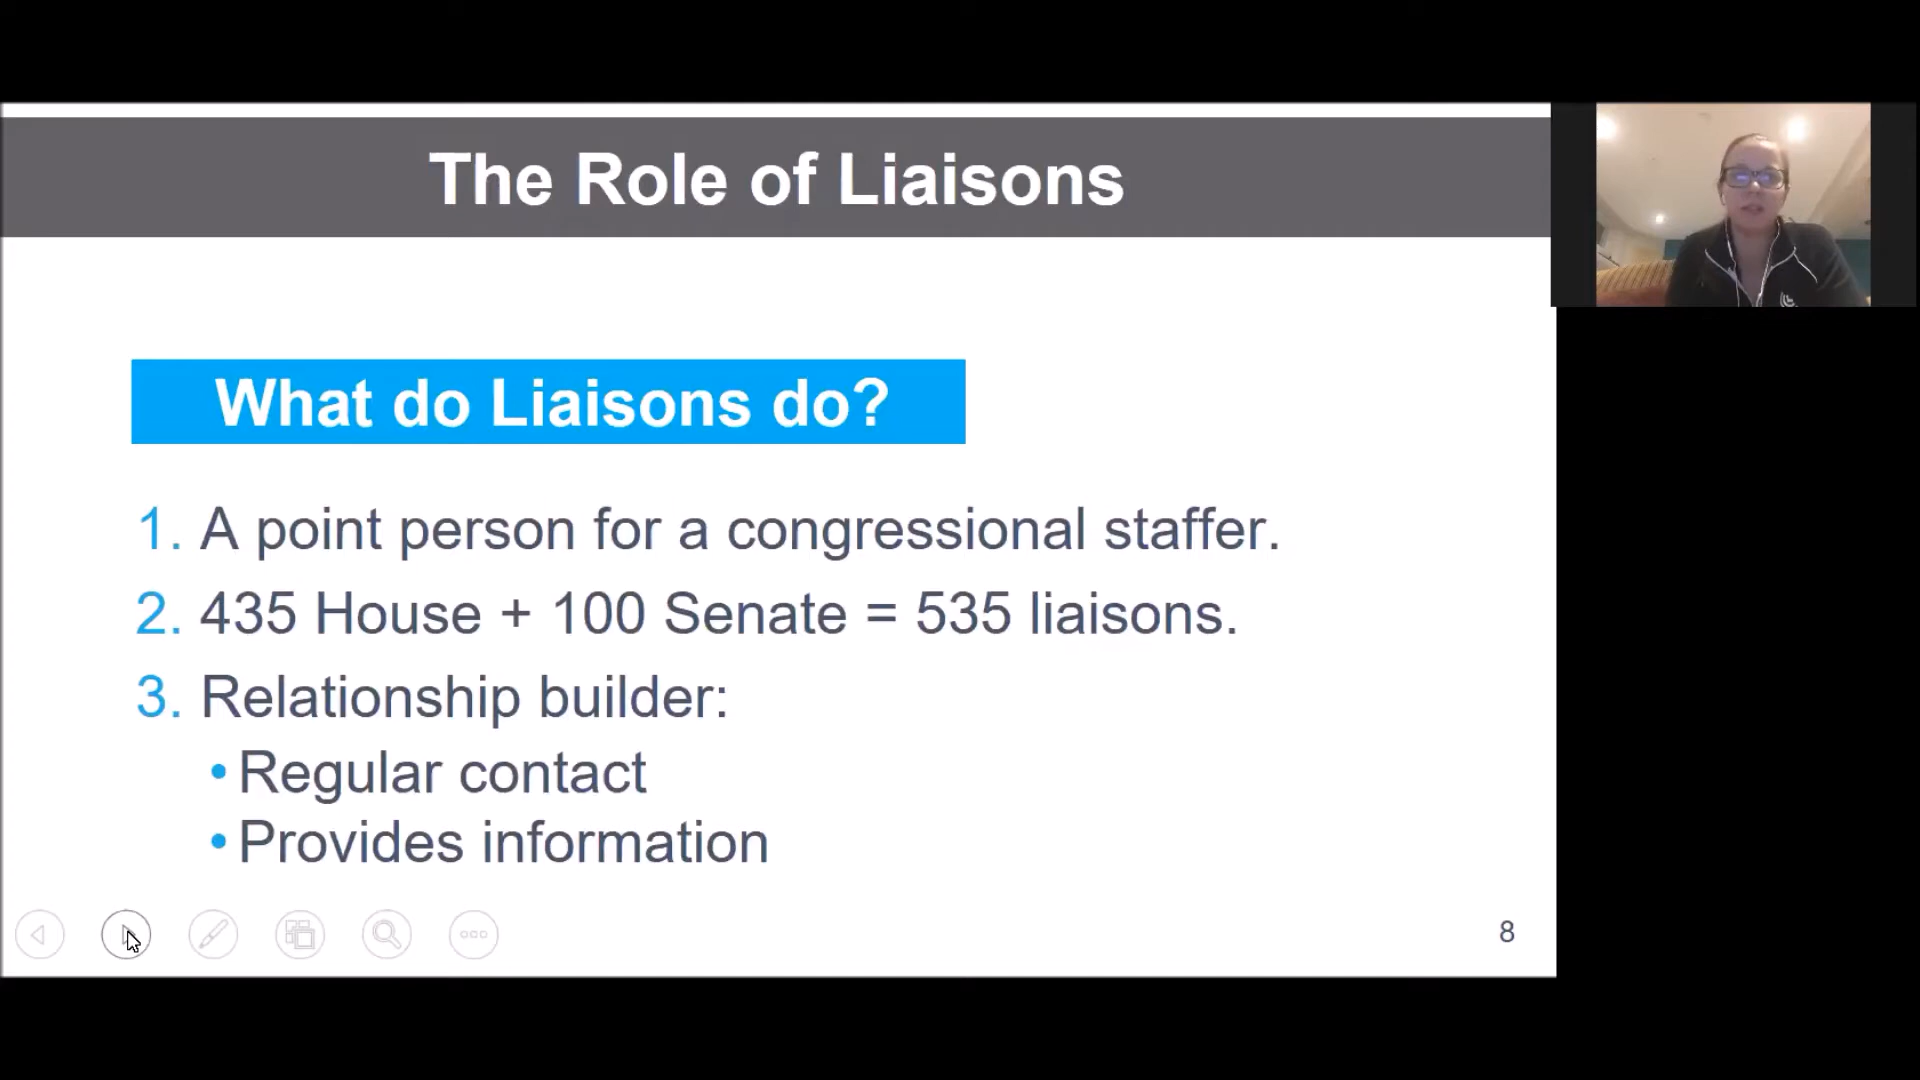 The Role of Liaisons
What do Liaisons do?
1. A point person for a congressional staffer.
2. 435 House + 100 Senate = 535 liaisons.
3. Relationship builder:
• Regular contact
• Provides information
8